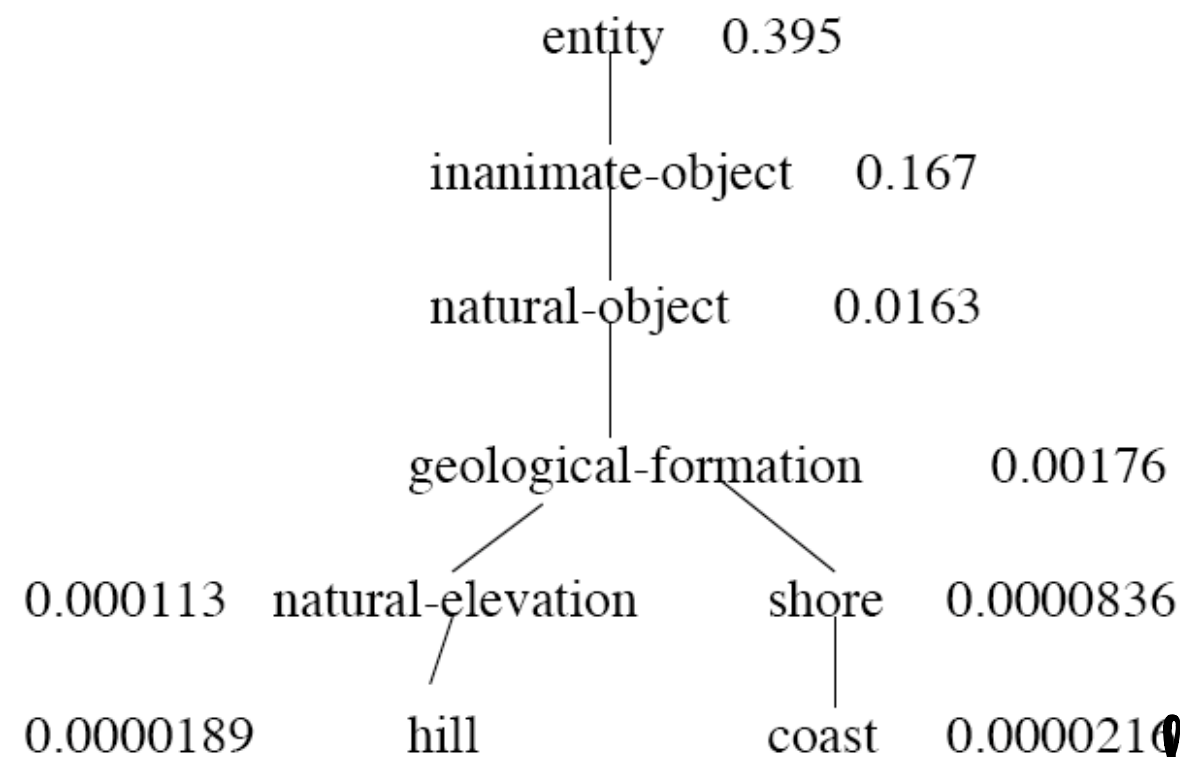 entity 0.395
inanimate-object 0.167
natural-object 0.0163
geological-formation 0.00176
0.000113 natural-elevation shore 0.0000836
0.0000189 hill coast 0.0000216